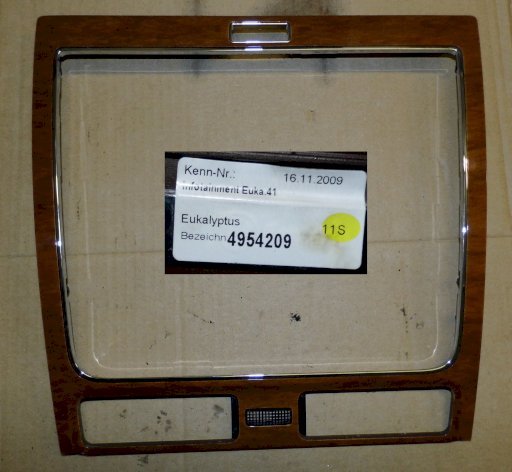 Kenn-Nr.: 16.11.2009
Infotainment Euka.41
Eukalyptus 11S
Bezeichn 4954209